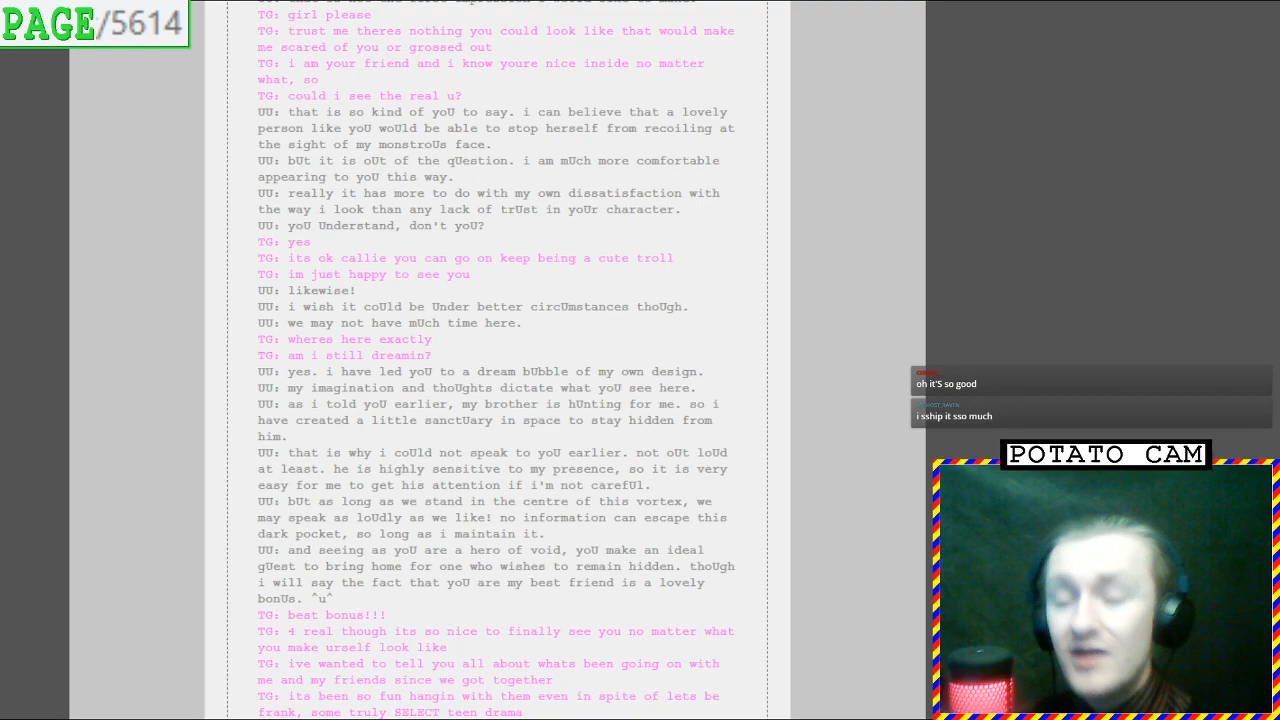 PAGE/5614
TG: girl please
TG: trust me theres nothing you could look like that would make
me scared of you or grossed out
TG: i am your friend and i know youre nice inside no matter
what, so
TG: could i see the real u?
UU: that is so kind of yoU to say. i can believe that a lovely
person like yoU woUld be able to stop herself from recoiling at
the sight of my monstroUs face.
UU: bUt it is oUt of the qUestion. i am mUch more comfortable
appearing to yoU this way.
UU: really it has more to do with my own dissatisfaction with
the way i look than any lack of trUst in yoUr character.
UU: yoU Understand, don't yoU?
TG: yes
TG: its ok callie you can go on keep being a cute troll
TG: im just happy to see you
UU: likewise!
UU: i wish it coUld be Under better circUmstances thoUgh.
UU: we may not have mUch time here.
TG: wheres here exactly
TG: am i still dreamin?
UU: yes. i have led yoU to a dream bUbble of my own design.
UU: my imagination and thoUghts dictate what yoU see here.
UU: as i told yoU earlier, my brother is hUnting for me. so i
have created a little sanctUary in space to stay hidden from
him.
UU: that is why i coUld not speak to yoU earlier. not oUt loUd
at least. he is highly sensitive to my presence, so it is very
easy for me to get his attention if i'm not carefUl.
UU: bUt as long as we stand in the centre of this vortex, we
may speak as loUdly as we like! no information can escape this
dark pocket, so long as i maintain it.
UU: and seeing as yoU are a hero of void, yoU make an ideal
gUest to bring home for one who wishes to remain hidden. thoUgh
i will say the fact that yoU are my best friend is a lovely
bonUs. ^u^
TG: best bonus!!!
TG: 4 real though its so nice to finally see you no matter what
you make urself look like
TG: ive wanted to tell you all about whats been going on with
me and my friends since we got together
TG: its been so fun hangin with them even in spite of lets be
frank, some truly SELECT teen drama
oh it'S so good
i sship it sso much
POTATO CAM